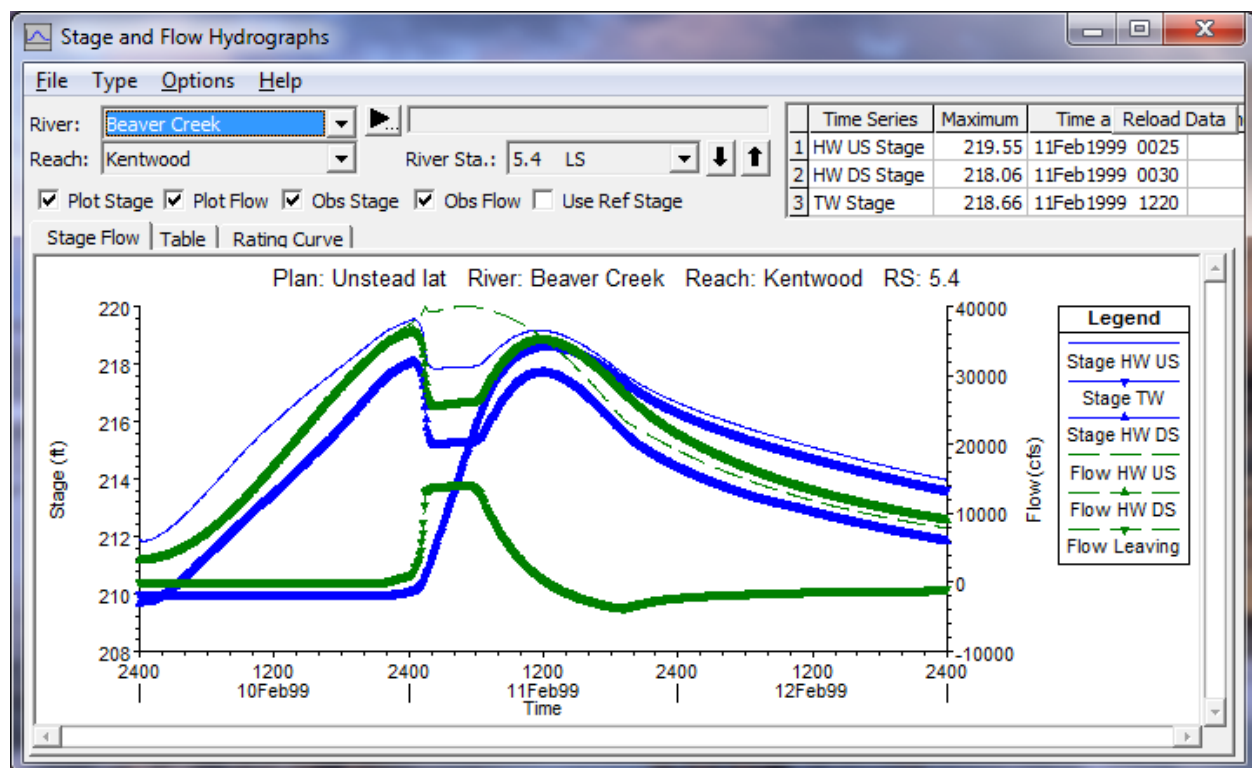 Stage and Flow Hydrographs
File Type Options Help
River: Beaver Creek
Reach: Kentwood River Sta.: 5.4 LS
Plot Stage Plot Flow Obs Stage Obs Flow Use Ref Stage
Time Series Maximum Time a Reload Data
1 HW US Stage 219.55 11Feb1999 0025
2 HW DS Stage 218.06 11Feb1999 0030
3 TW Stage 218.66 11Feb1999 1220
Stage Flow Table Rating Curve
Plan: Unstead lat River: Beaver Creek Reach: Kentwood RS: 5.4
220
218
216
214
212
210
208
Stage (ft)
40000
30000
20000
10000
0
-10000
Flow (cfs)
2400 1200 2400 1200 2400 1200 2400
10Feb99 11Feb99 12Feb99
Time
Legend
Stage HW US
Stage TW
Stage HW DS
Flow HW US
Flow HW DS
Flow Leaving